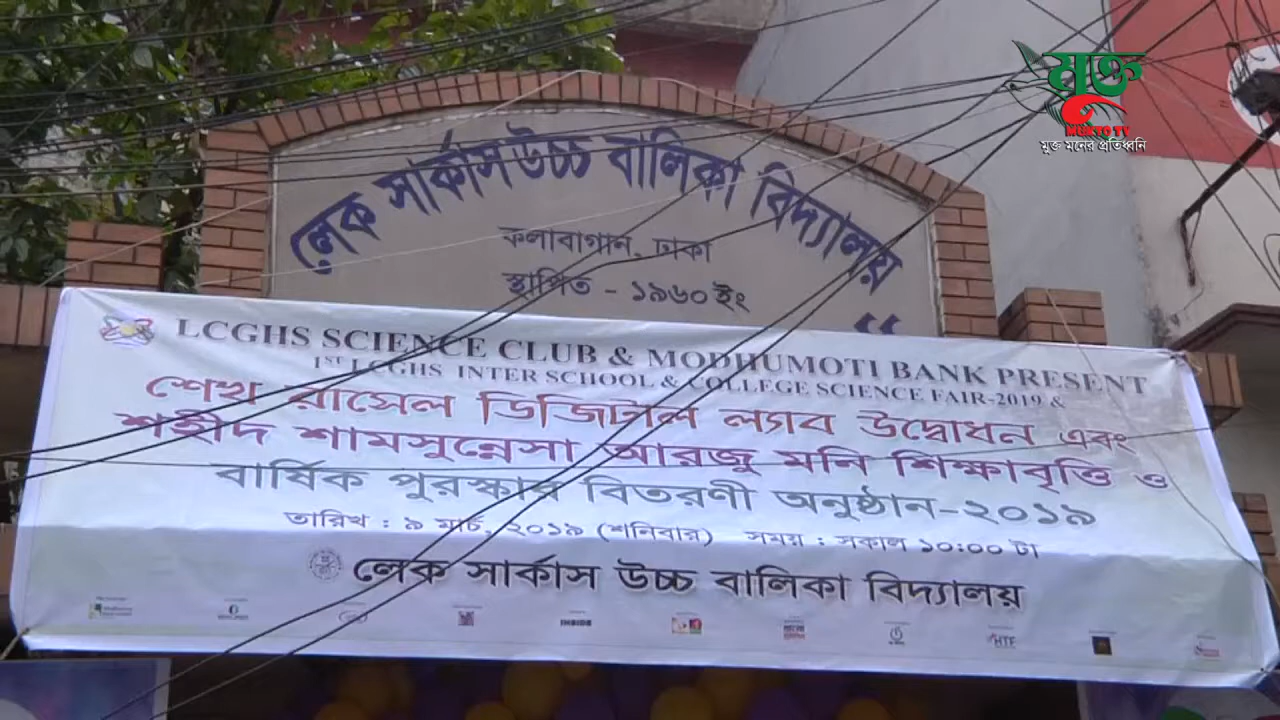 মুক্ত
MUKTO TV
মুক্ত মনের প্রতিধ্বনি
লেক সার্কাস উচ্চ বালিকা বিদ্যালয়
কলাবাগান, ঢাকা
স্থাপিত - ১৯৬০ ইং
LCGHS SCIENCE CLUB & MODHUMOTI BANK PRESENT
1ST LCGHS INTER SCHOOL & COLLEGE SCIENCE FAIR-2019 &
শেখ রাসেল ডিজিটাল ল্যাব উদ্বোধন এবং
শহীদ শামসুন্নেসা আরজু মনি শিক্ষাবৃত্তি ও
বার্ষিক পুরস্কার বিতরণী অনুষ্ঠান-২০১৯
তারিখ : ৯ মার্চ, ২০১৯ (শনিবার) সময় : সকাল ১০:০০ টা
লেক সার্কাস উচ্চ বালিকা বিদ্যালয়
INSIDE
HTF